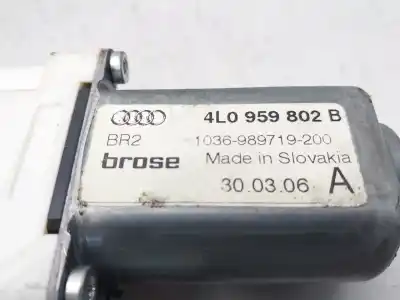 4L0 959 802 B
BR2 1036-989719-200
brose Made in Slovakia
30.03.06 A